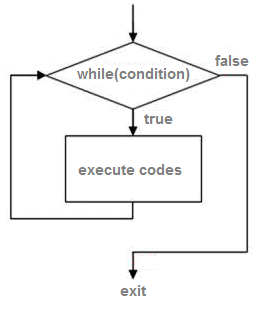 while(condition)
false
true
execute codes
exit